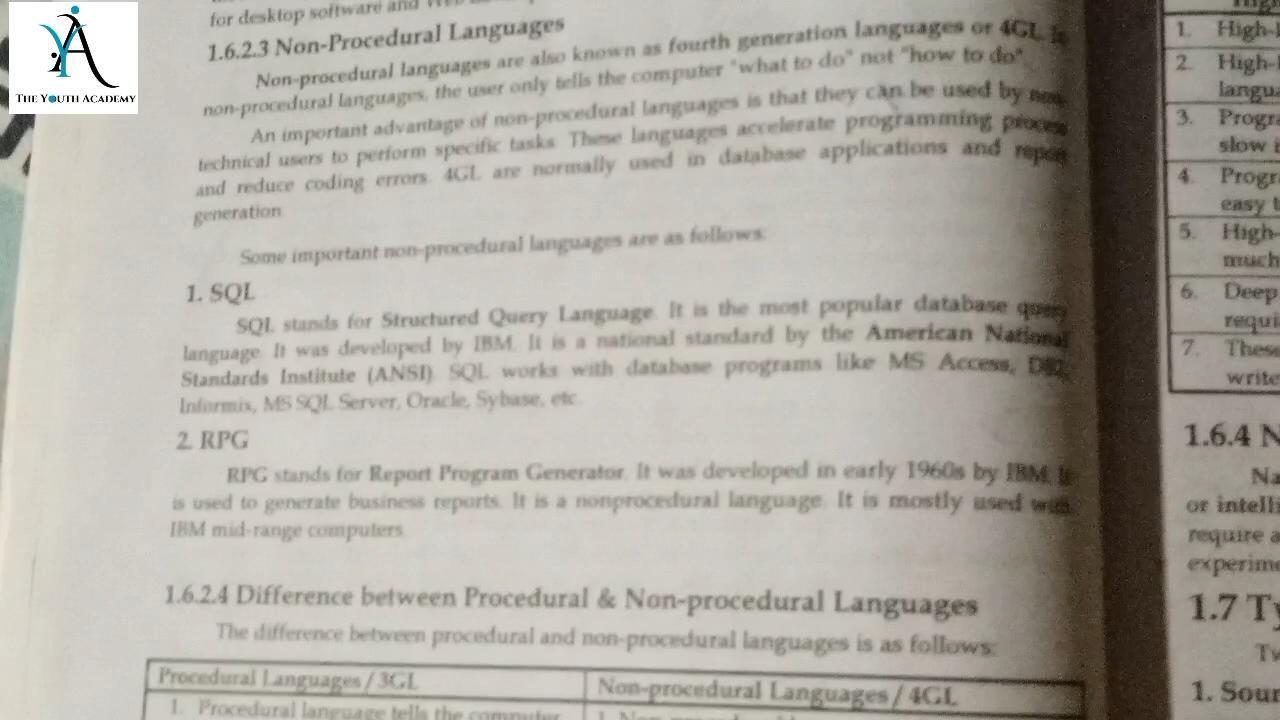 THE YOUTH ACADEMY
for desktop software and
1.6.2.3 Non-Procedural Languages
Non-procedural languages are also known as fourth generation languages or 4GL. In
non-procedural languages, the user only tells the computer "what to do" not "how to do".
An important advantage of non-procedural languages is that they can be used by non-
technical users to perform specific tasks. These languages accelerate programming process
and reduce coding errors. 4GL are normally used in database applications and report
generation.
Some important non-procedural languages are as follows:
1. SQL
SQL stands for Structured Query Language. It is the most popular database query
language. It was developed by IBM. It is a national standard by the American National
Standards Institute (ANSI). SQL works with database programs like MS Access, DB2,
Informix, MS SQL Server, Oracle, Sybase, etc.
2. RPG
RPG stands for Report Program Generator. It was developed in early 1960s by IBM. It
is used to generate business reports. It is a nonprocedural language. It is mostly used with
IBM mid-range computers.
1.6.2.4 Difference between Procedural & Non-procedural Languages
The difference between procedural and non-procedural languages is as follows:
Procedural Languages / 3GL
Non-procedural Languages / 4GL
1. Procedural language tells the computer
1.
1. High-
2. High-
langu
3. Progr
slow
4. Progr
easy
5. High-
much
6. Deep
requi
7. These
write
1.6.4 N
Na
or intelli
require a
experime
1.7 Ty
Tw
1. Sour